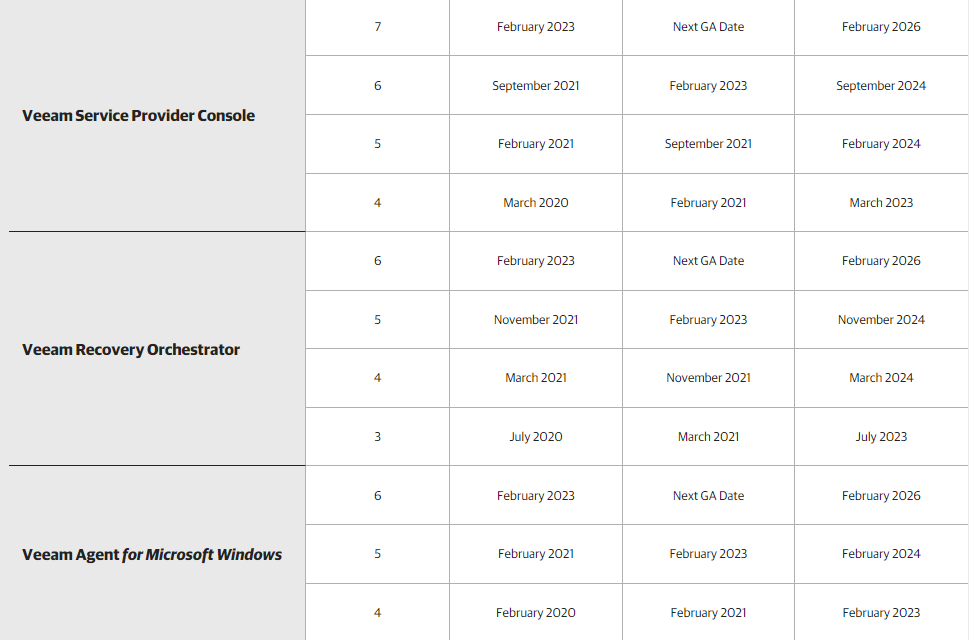 Veeam Service Provider Console
7 February 2023 Next GA Date February 2026
6 September 2021 February 2023 September 2024
5 February 2021 September 2021 February 2024
4 March 2020 February 2021 March 2023
Veeam Recovery Orchestrator
6 February 2023 Next GA Date February 2026
5 November 2021 February 2023 November 2024
4 March 2021 November 2021 March 2024
3 July 2020 March 2021 July 2023
Veeam Agent for Microsoft Windows
6 February 2023 Next GA Date February 2026
5 February 2021 February 2023 February 2024
4 February 2020 February 2021 February 2023